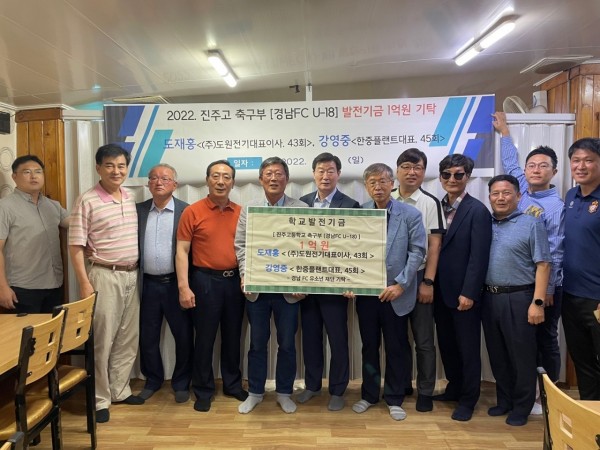 2022. 진주고 축구부 [경남FC U-18] 발전기금 1억원 기탁
도재홍<(주)도원전기대표이사, 43회>, 강영중<한중플랜트대표, 45회>
일자 : 2022. (일)
학교발전기금
[ 진주고등학교 축구부 (경남FC U-18) ]
1 억 원
도재홍 < (주)도원전기대표이사, 43회 >
강영중 < 한중플랜트대표, 45회 >
- 경남 FC 유소년 재단 기탁 -